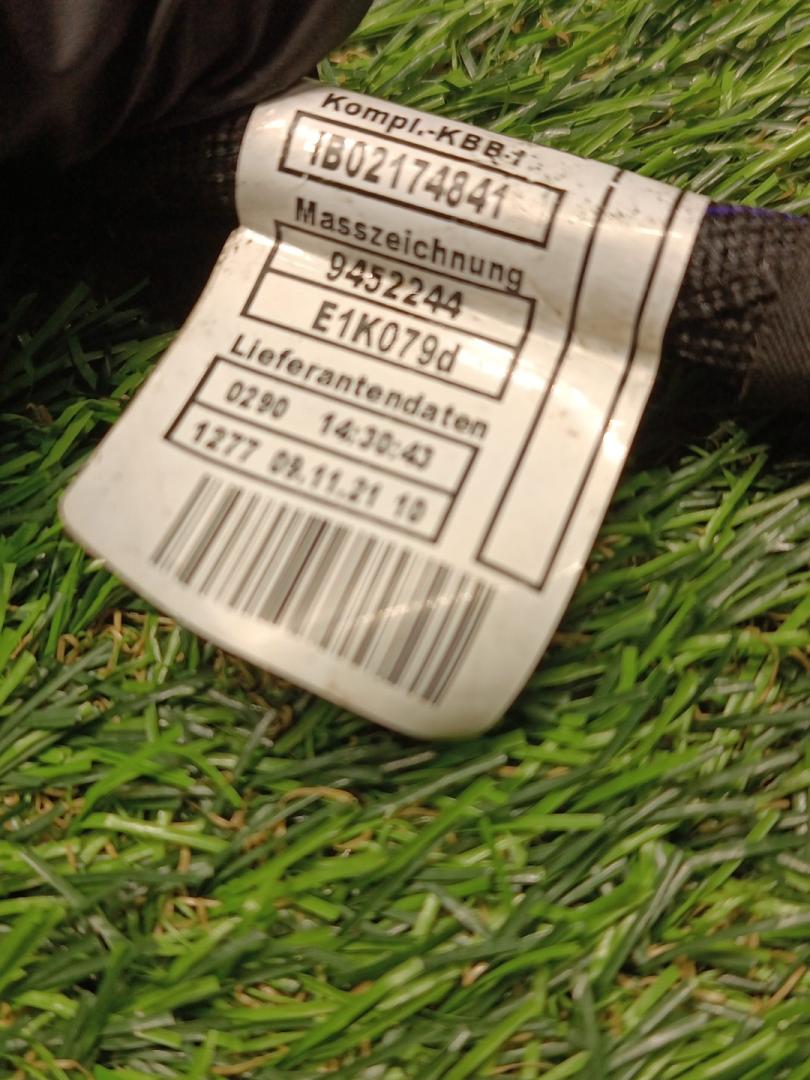 Kompl.-KBB-1
IB02174841
Masszeichnung
9452244
E1K079d
Lieferantendaten
0290 14:30:43
1277 09.11.21 10